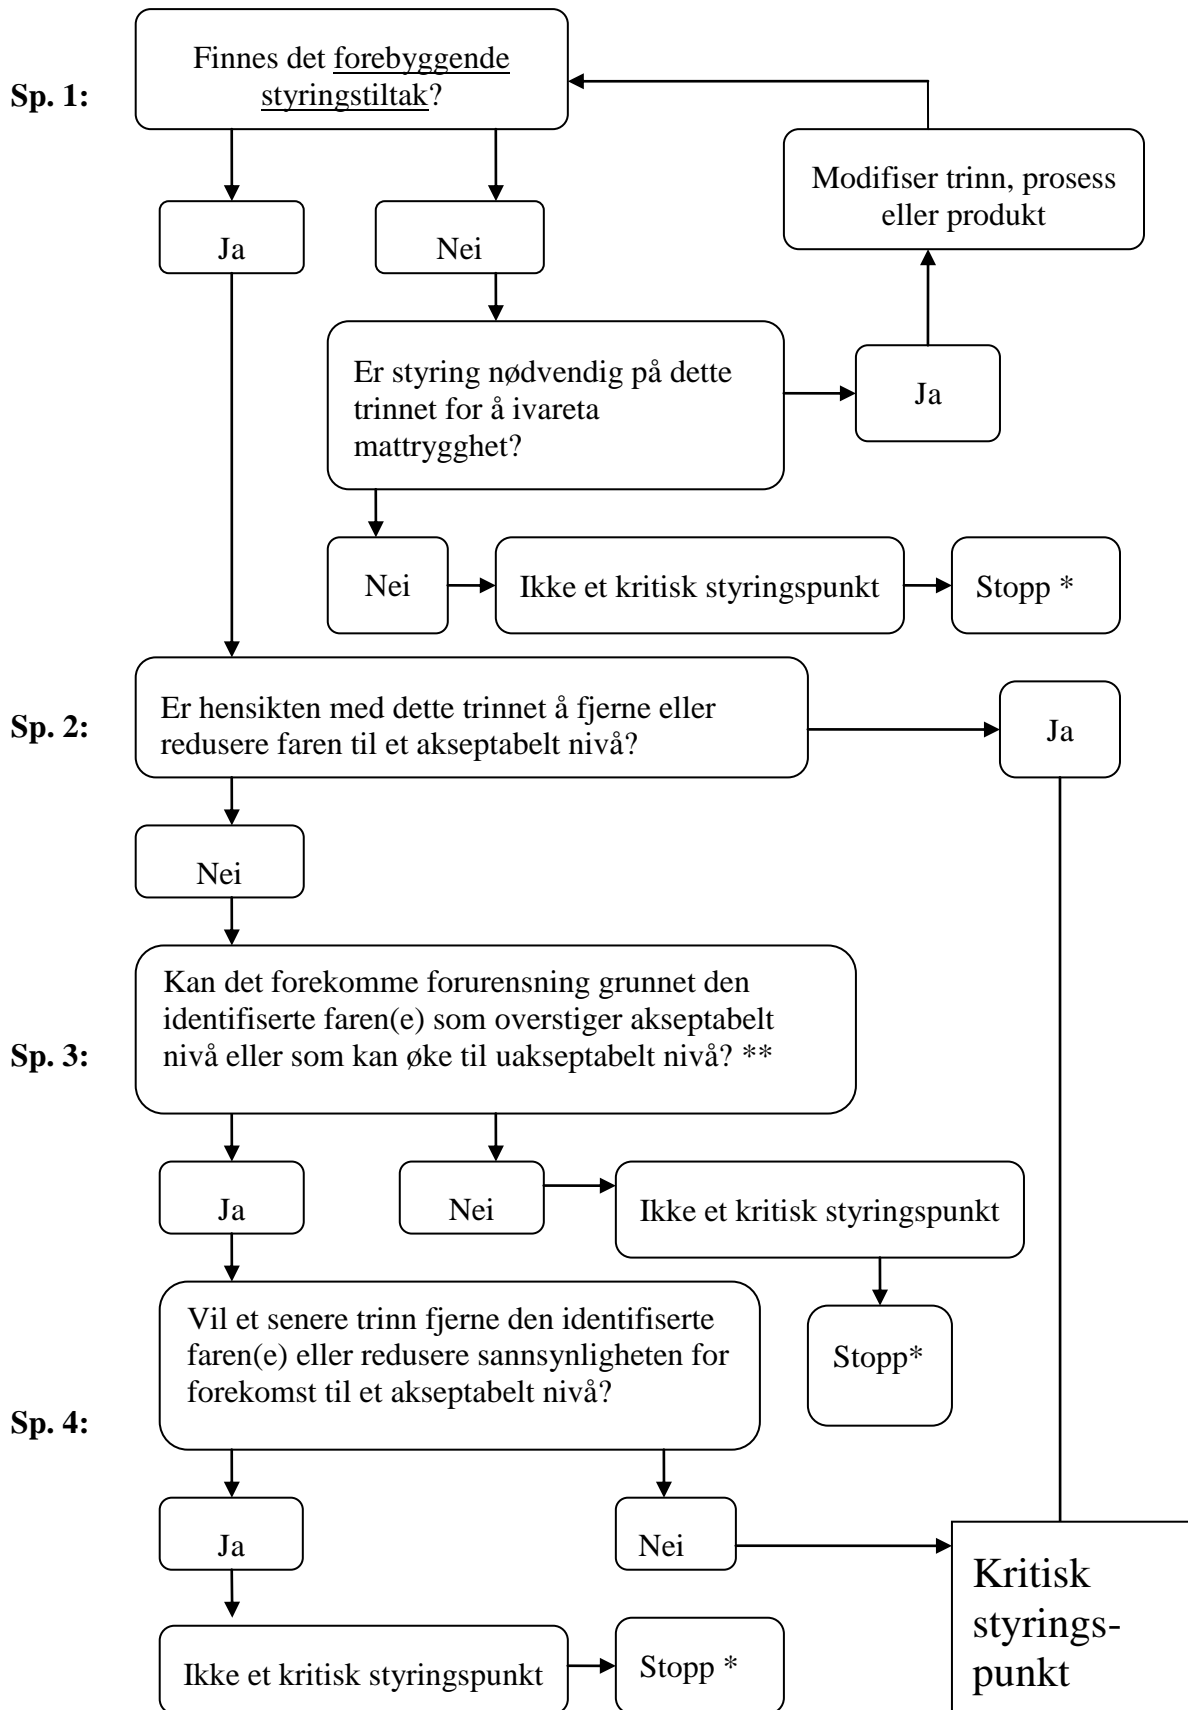 Finnes det forebyggende
styringstiltak?
Sp. 1:
Modifiser trinn, prosess
eller produkt
Ja
Nei
Er styring nødvendig på dette
trinnet for å ivareta
mattrygghet?
Ja
Nei
Ikke et kritisk styringspunkt
Stopp *
Sp. 2:
Er hensikten med dette trinnet å fjerne eller
redusere faren til et akseptabelt nivå?
Ja
Nei
Sp. 3:
Kan det forekomme forurensning grunnet den
identifiserte faren(e) som overstiger akseptabelt
nivå eller som kan øke til uakseptabelt nivå? **
Ja
Nei
Ikke et kritisk styringspunkt
Stopp*
Vil et senere trinn fjerne den identifiserte
faren(e) eller redusere sannsynligheten for
forekomst til et akseptabelt nivå?
Sp. 4:
Ja
Nei
Kritisk
styrings-
punkt
Ikke et kritisk styringspunkt
Stopp *